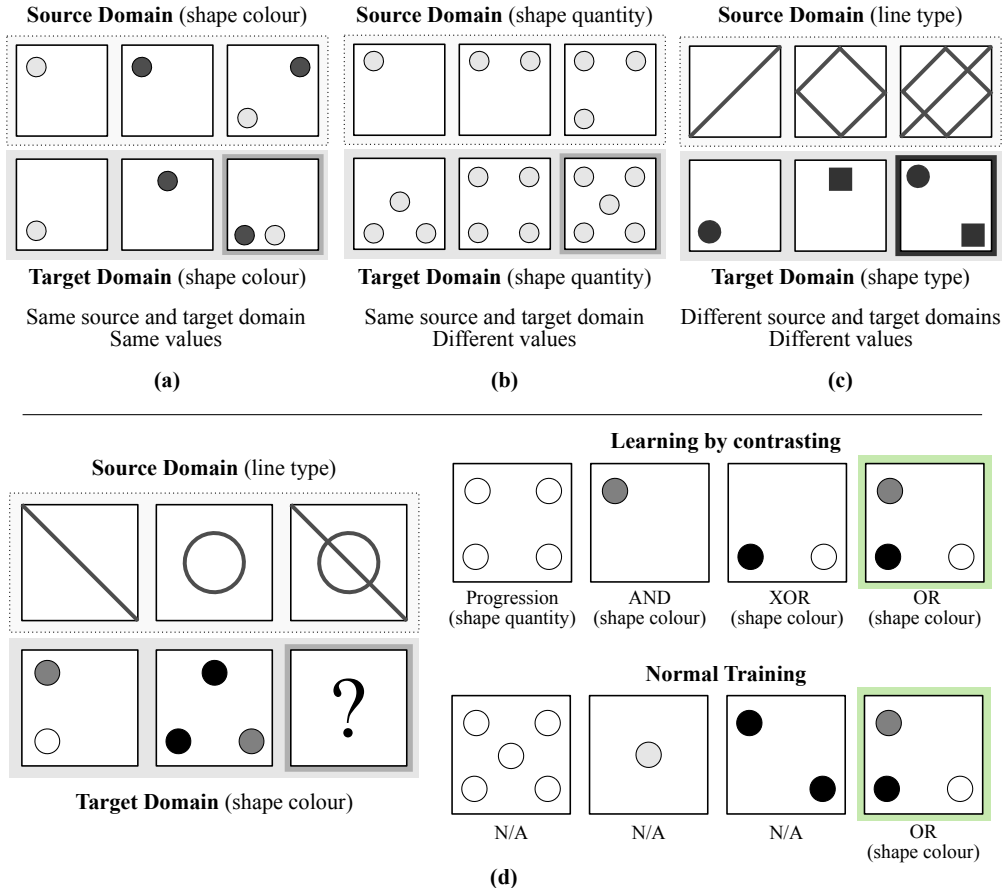 Source Domain (shape colour)
Target Domain (shape colour)
Same source and target domain
Same values
(a)
Source Domain (shape quantity)
Target Domain (shape quantity)
Same source and target domain
Different values
(b)
Source Domain (line type)
Target Domain (shape type)
Different source and target domains
Different values
(c)
Source Domain (line type)
?
Target Domain (shape colour)
Learning by contrasting
Progression
(shape quantity)
AND
(shape colour)
XOR
(shape colour)
OR
(shape colour)
Normal Training
N/A
N/A
N/A
OR
(shape colour)
(d)